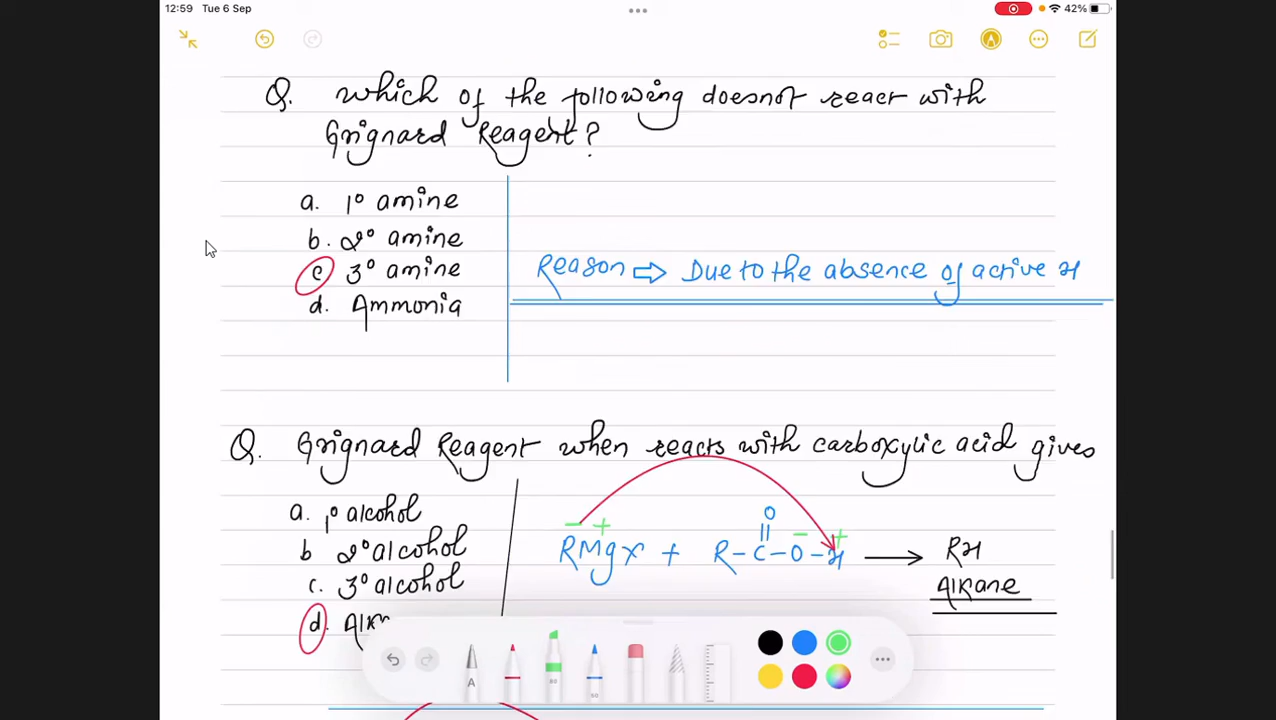 12:59 Tue 6 Sep
42%
Q. which of the following doesnot react with
Grignard Reagent?
a. 1° amine
b. 2° amine
c 3° amine
d. Ammonia
Reason ⇨ Due to the absence of active H
Q. Grignard Reagent when reacts with carboxylic acid gives
a. 1° alcohol
b 2° alcohol
c. 3° alcohol
d.
O
− + − +
RMgx + R-C-O-H ⟶ RH
Alkane
A